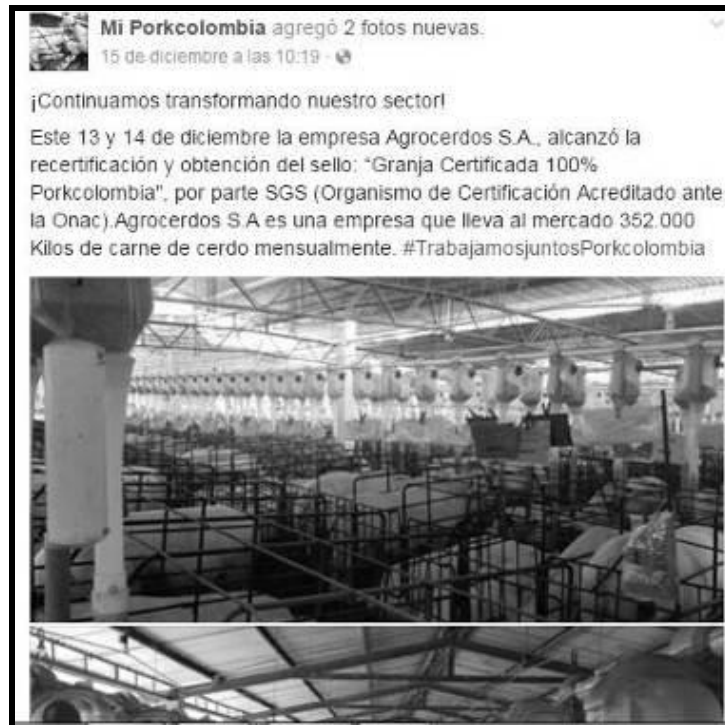 Mi Porkcolombia agregó 2 fotos nuevas.
15 de diciembre a las 10:19 ·
¡Continuamos transformando nuestro sector!
Este 13 y 14 de diciembre la empresa Agrocerdos S.A., alcanzó la
recertificación y obtención del sello: "Granja Certificada 100%
Porkcolombia", por parte SGS (Organismo de Certificación Acreditado ante
la Onac).Agrocerdos S.A es una empresa que lleva al mercado 352.000
Kilos de carne de cerdo mensualmente. #TrabajamosjuntosPorkcolombia